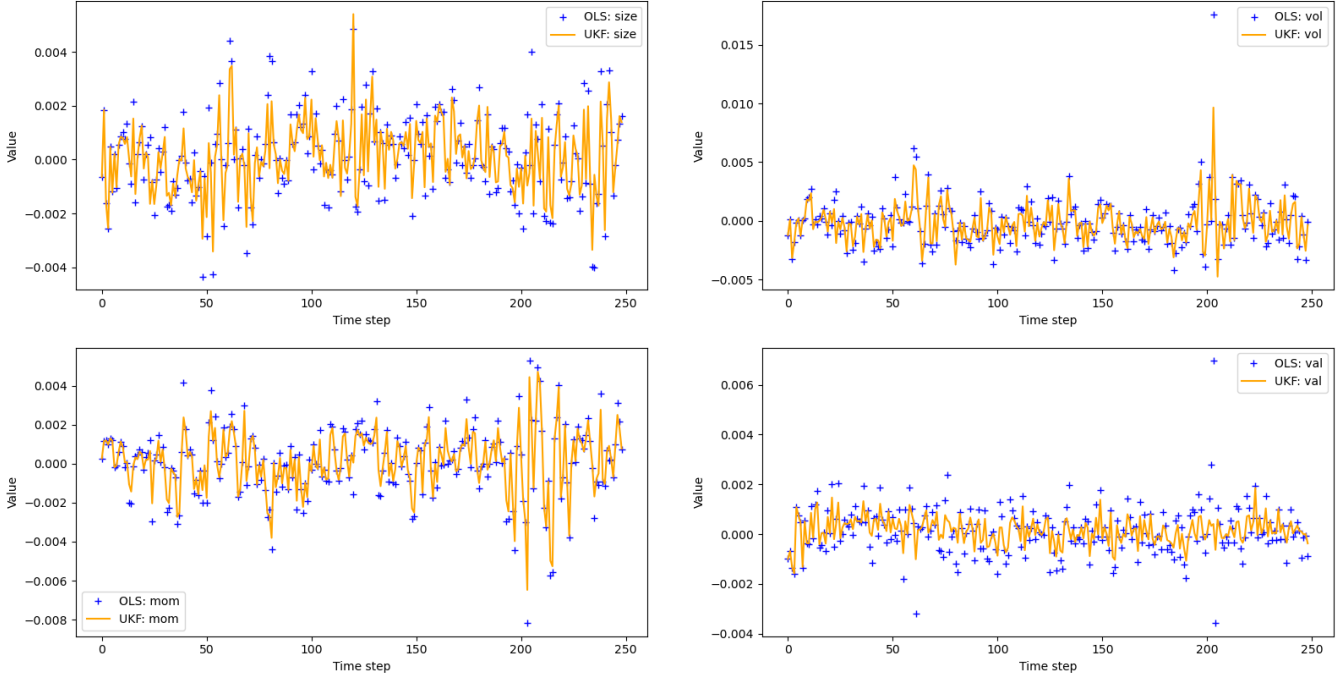 OLS: size
UKF: size
Value
0.004
0.002
0.000
−0.002
−0.004
0
50
100
150
200
250
Time step
OLS: vol
UKF: vol
Value
0.015
0.010
0.005
0.000
−0.005
0
50
100
150
200
250
Time step
Value
0.004
0.002
0.000
−0.002
−0.004
−0.006
−0.008
OLS: mom
UKF: mom
0
50
100
150
200
250
Time step
OLS: val
UKF: val
Value
0.006
0.004
0.002
0.000
−0.002
−0.004
0
50
100
150
200
250
Time step